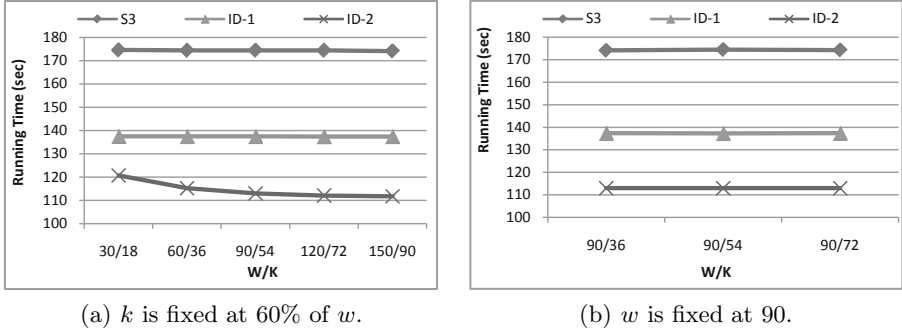 S3 ID-1 ID-2
Running Time (sec)
180
170
160
150
140
130
120
110
100
30/18 60/36 90/54 120/72 150/90
W/K
(a) k is fixed at 60% of w.
S3 ID-1 ID-2
Running Time (sec)
180
170
160
150
140
130
120
110
100
90/36 90/54 90/72
W/K
(b) w is fixed at 90.